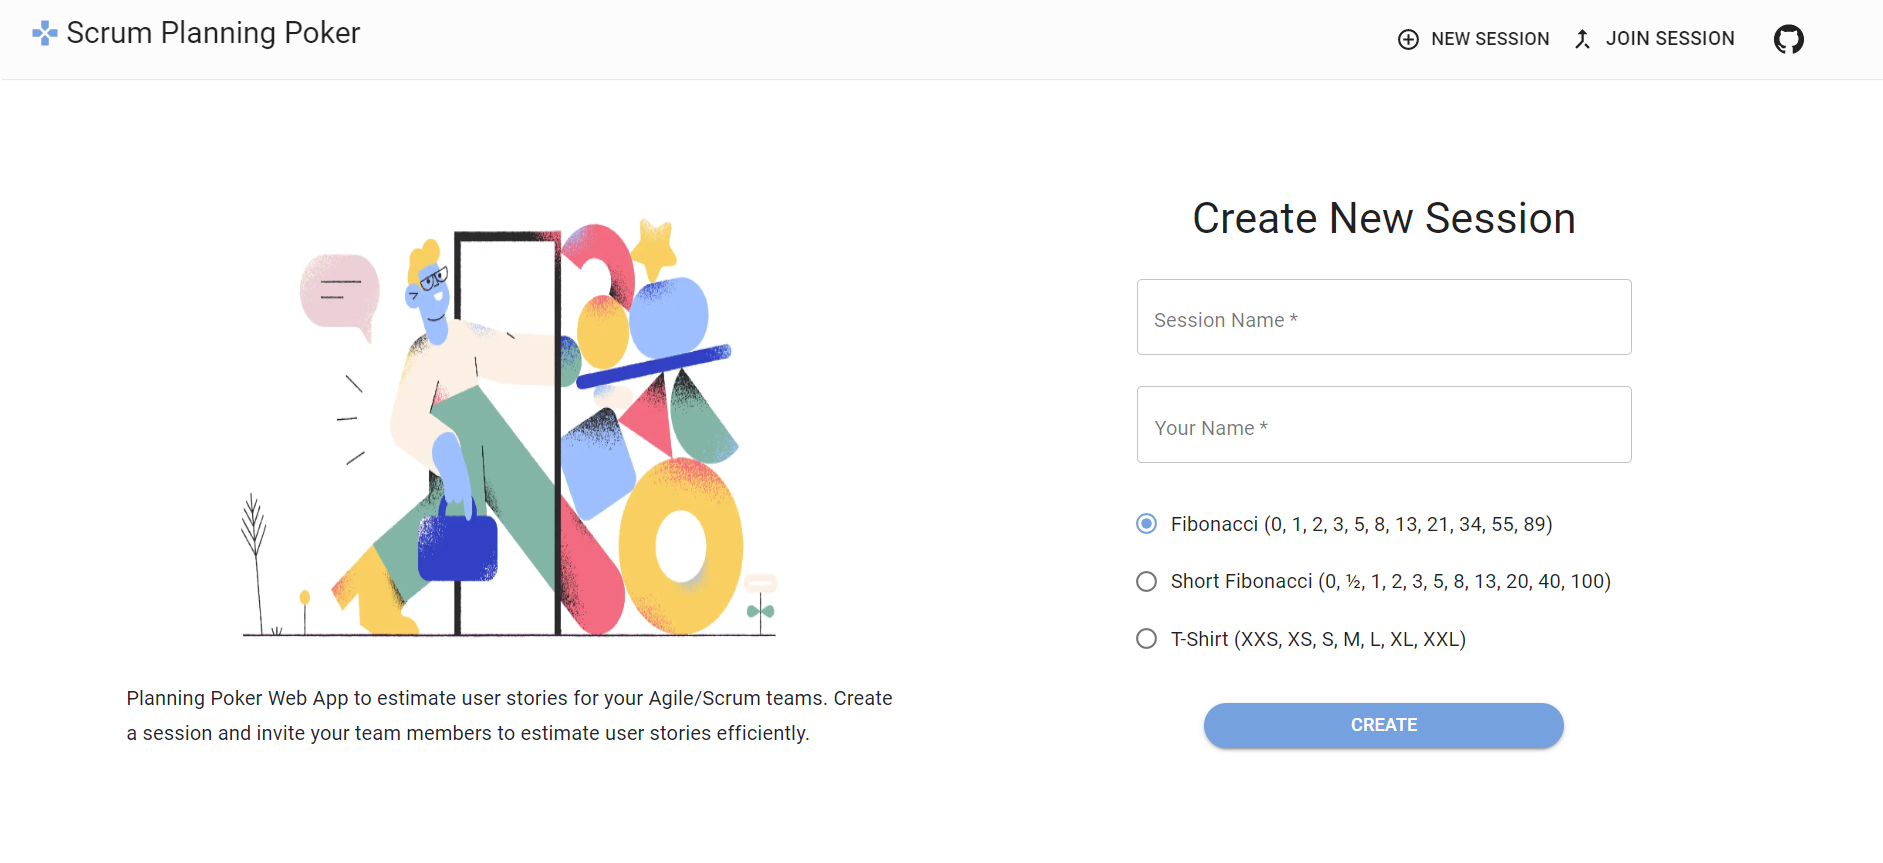 Scrum Planning Poker
NEW SESSION
JOIN SESSION
Create New Session
Session Name *
Your Name *
Fibonacci (0, 1, 2, 3, 5, 8, 13, 21, 34, 55, 89)
Short Fibonacci (0, ½, 1, 2, 3, 5, 8, 13, 20, 40, 100)
T-Shirt (XXS, XS, S, M, L, XL, XXL)
CREATE
Planning Poker Web App to estimate user stories for your Agile/Scrum teams. Create
a session and invite your team members to estimate user stories efficiently.